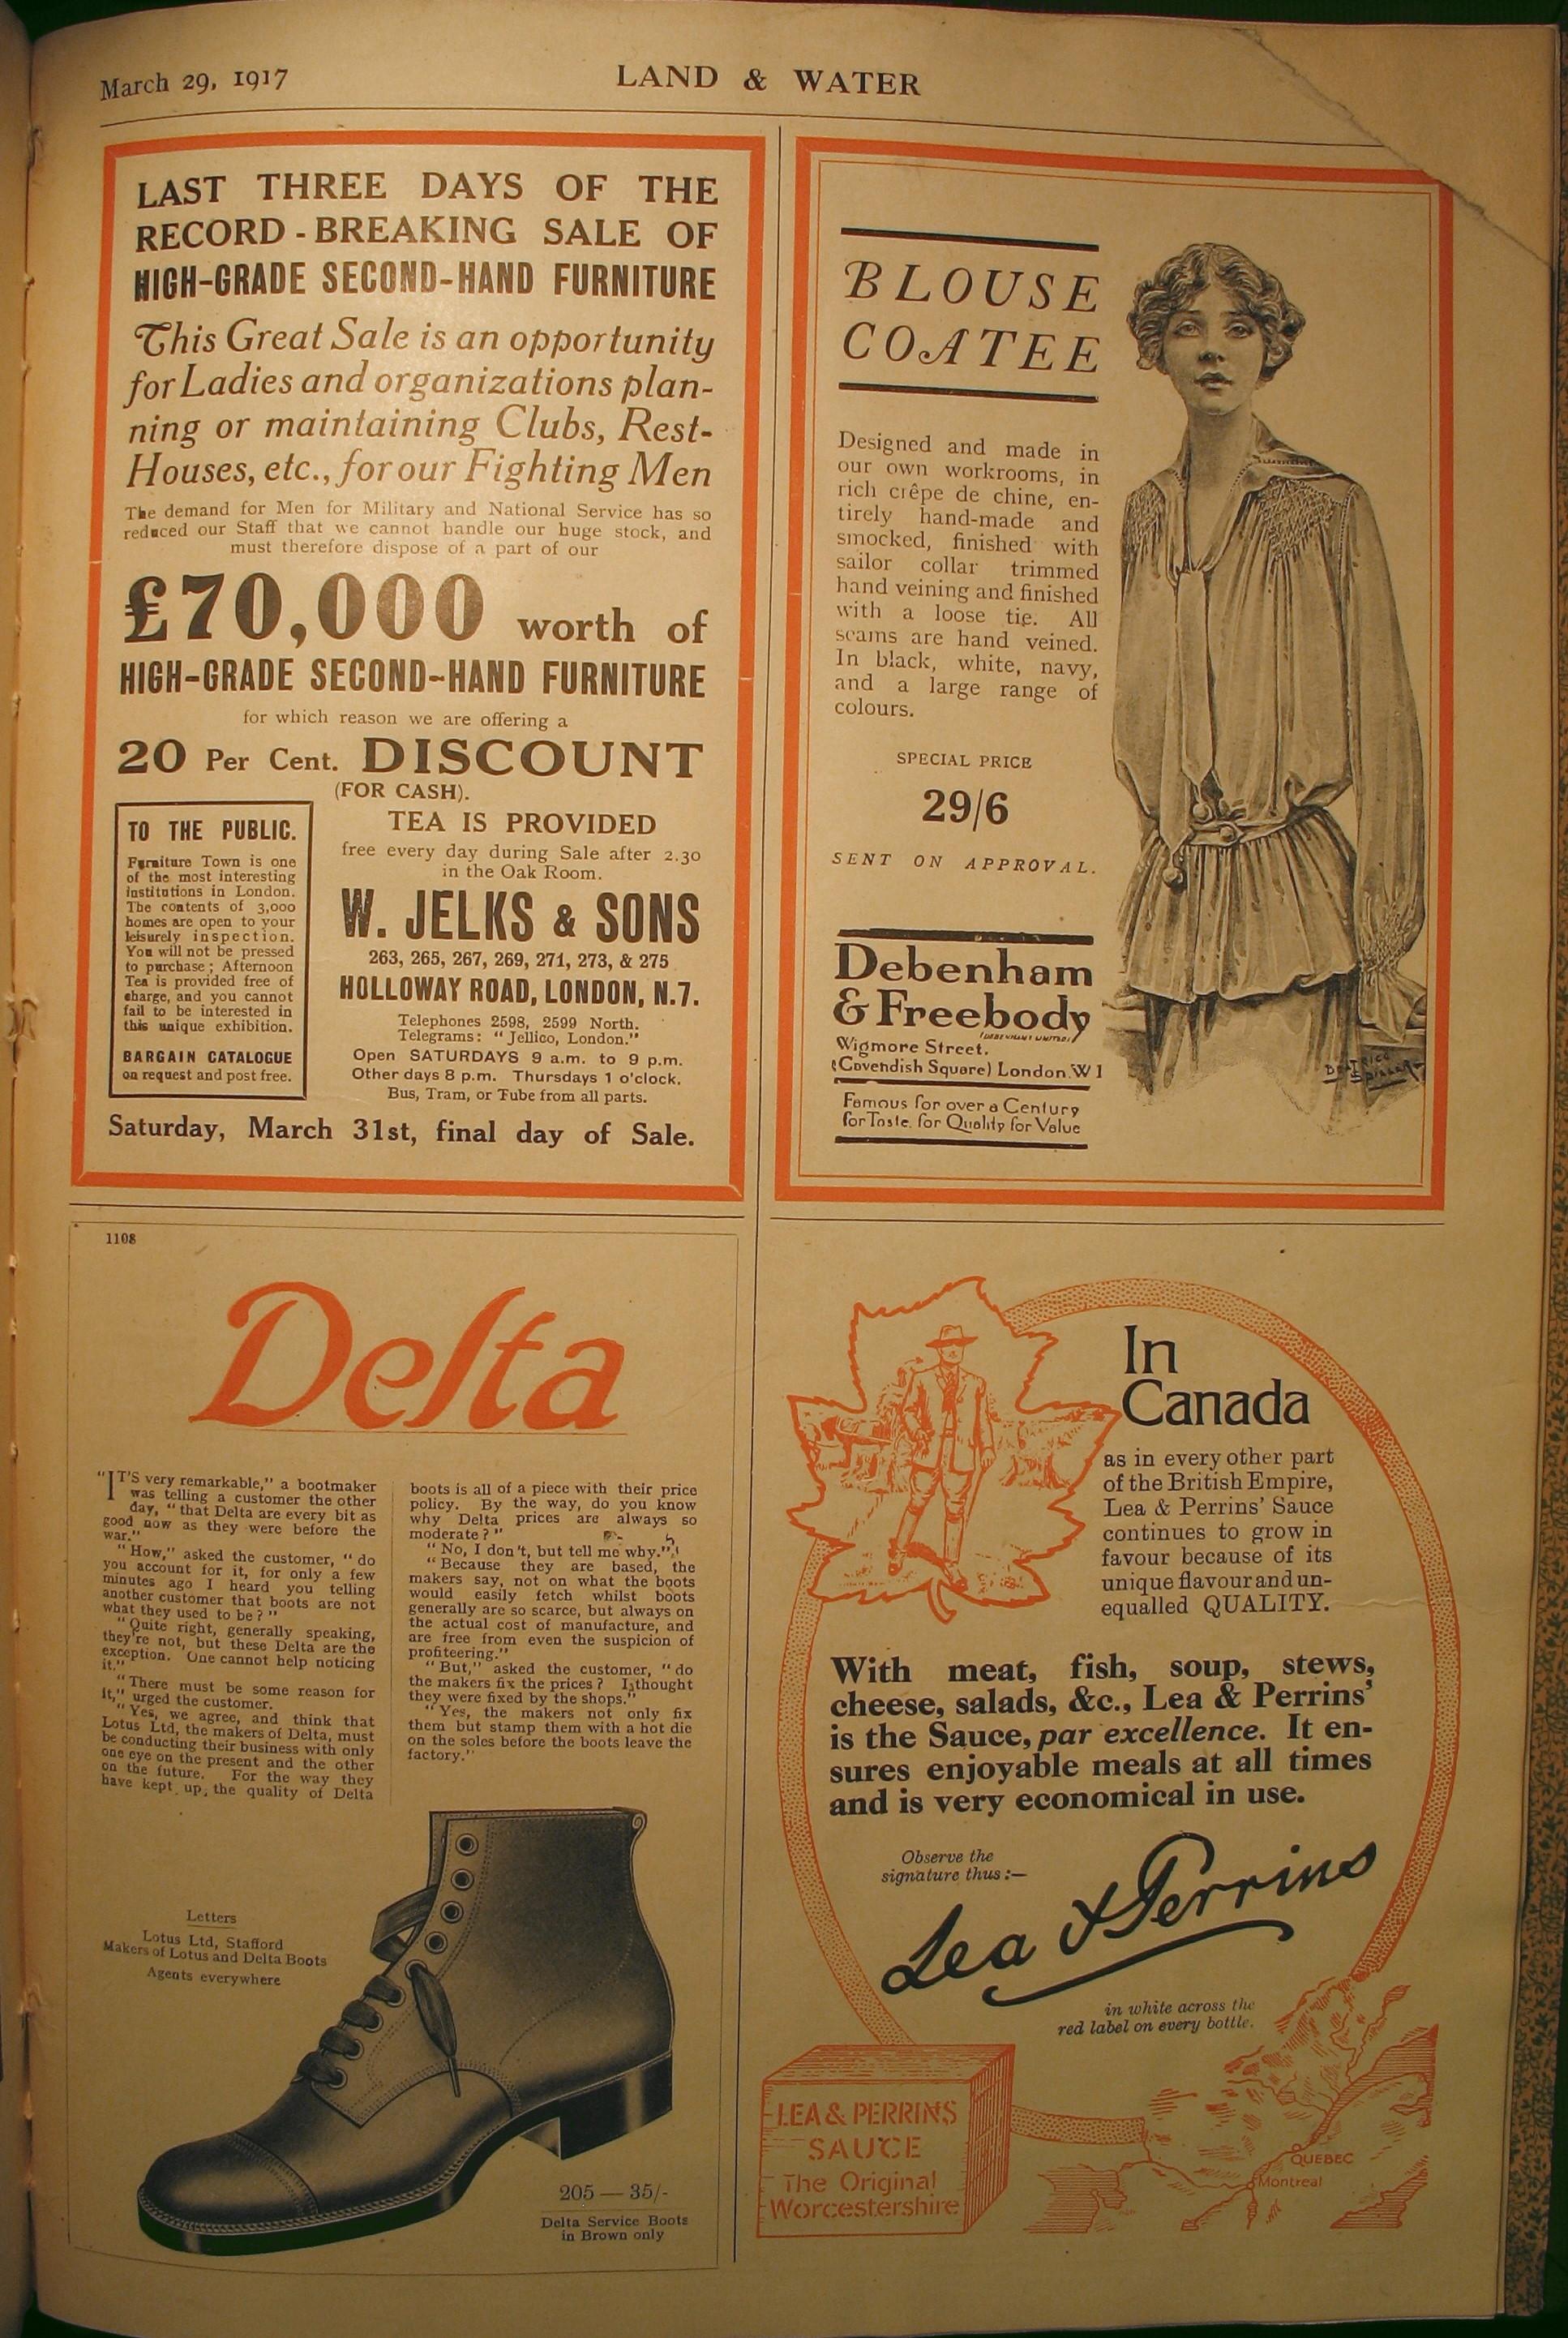 March 29, 1917
LAND & WATER
LAST THREE DAYS OF THE
RECORD-BREAKING SALE OF
HIGH-GRADE SECOND-HAND FURNITURE
This Great Sale is an opportunity
for Ladies and organizations plan-
ning or maintaining Clubs, Rest-
Houses, etc., for our Fighting Men
The demand for Men for Military and National Service has so
reduced our Staff that we cannot handle our huge stock, and
must therefore dispose of a part of our
£70,000 worth of
HIGH-GRADE SECOND-HAND FURNITURE
for which reason we are offering a
20 Per Cent. DISCOUNT
(FOR CASH).
TO THE PUBLIC.
Furniture Town is one
of the most interesting
institutions in London.
The contents of 3,000
homes are open to your
leisurely inspection.
You will not be pressed
to purchase; Afternoon
Tea is provided free of
charge, and you cannot
fail to be interested in
this unique exhibition.
BARGAIN CATALOGUE
on request and post free.
TEA IS PROVIDED
free every day during Sale after 2.30
in the Oak Room.
W. JELKS & SONS
263, 265, 267, 269, 271, 273, & 275
HOLLOWAY ROAD, LONDON, N.7.
Telephones 2598, 2599 North.
Telegrams: "Jellico, London."
Open SATURDAYS 9 a.m. to 9 p.m.
Other days 8 p.m. Thursdays 1 o'clock.
Bus, Tram, or Tube from all parts.
Saturday, March 31st, final day of Sale.
BLOUSE
COATEE
Designed and made in
our own workrooms, in
rich crêpe de chine, en-
tirely hand-made and
smocked, finished with
sailor collar trimmed
hand veining and finished
with a loose tie. All
seams are hand veined.
In black, white, navy,
and a large range of
colours.
SPECIAL PRICE
29/6
SENT ON APPROVAL.
Debenham
& Freebody
(DEBENHAMS LIMITED)
Wigmore Street.
(Cavendish Square) London. W 1
Famous for over a Century
for Taste, for Quality for Value
1108
Delta
"IT'S very remarkable," a bootmaker
was telling a customer the other
day, "that Delta are every bit as
good now as they were before the
war."
"How," asked the customer, "do
you account for it, for only a few
minutes ago I heard you telling
another customer that boots are not
what they used to be?"
"Quite right, generally speaking,
they're not, but these Delta are the
exception. One cannot help noticing
it."
"There must be some reason for
it," urged the customer.
"Yes, we agree, and think that
Lotus Ltd, the makers of Delta, must
be conducting their business with only
one eye on the present and the other
on the future. For the way they
have kept up, the quality of Delta
boots is all of a piece with their price
policy. By the way, do you know
why Delta prices are always so
moderate?"
"No, I don't, but tell me why."
"Because they are based, the
makers say, not on what the boots
would easily fetch whilst boots
generally are so scarce, but always on
the actual cost of manufacture, and
are free from even the suspicion of
profiteering."
"But," asked the customer, "do
the makers fix the prices? I thought
they were fixed by the shops."
"Yes, the makers not only fix
them but stamp them with a hot die
on the soles before the boots leave the
factory."
Letters
Lotus Ltd, Stafford
Makers of Lotus and Delta Boots
Agents everywhere
205 — 35/-
Delta Service Boots
in Brown only
In
Canada
as in every other part
of the British Empire,
Lea & Perrins' Sauce
continues to grow in
favour because of its
unique flavour and un-
equalled QUALITY.
With meat, fish, soup, stews,
cheese, salads, &c., Lea & Perrins'
is the Sauce, par excellence. It en-
sures enjoyable meals at all times
and is very economical in use.
Observe the
signature thus:—
Lea & Perrins
in white across the
red label on every bottle.
LEA & PERRINS
SAUCE
The Original
Worcestershire
QUEBEC
Montreal